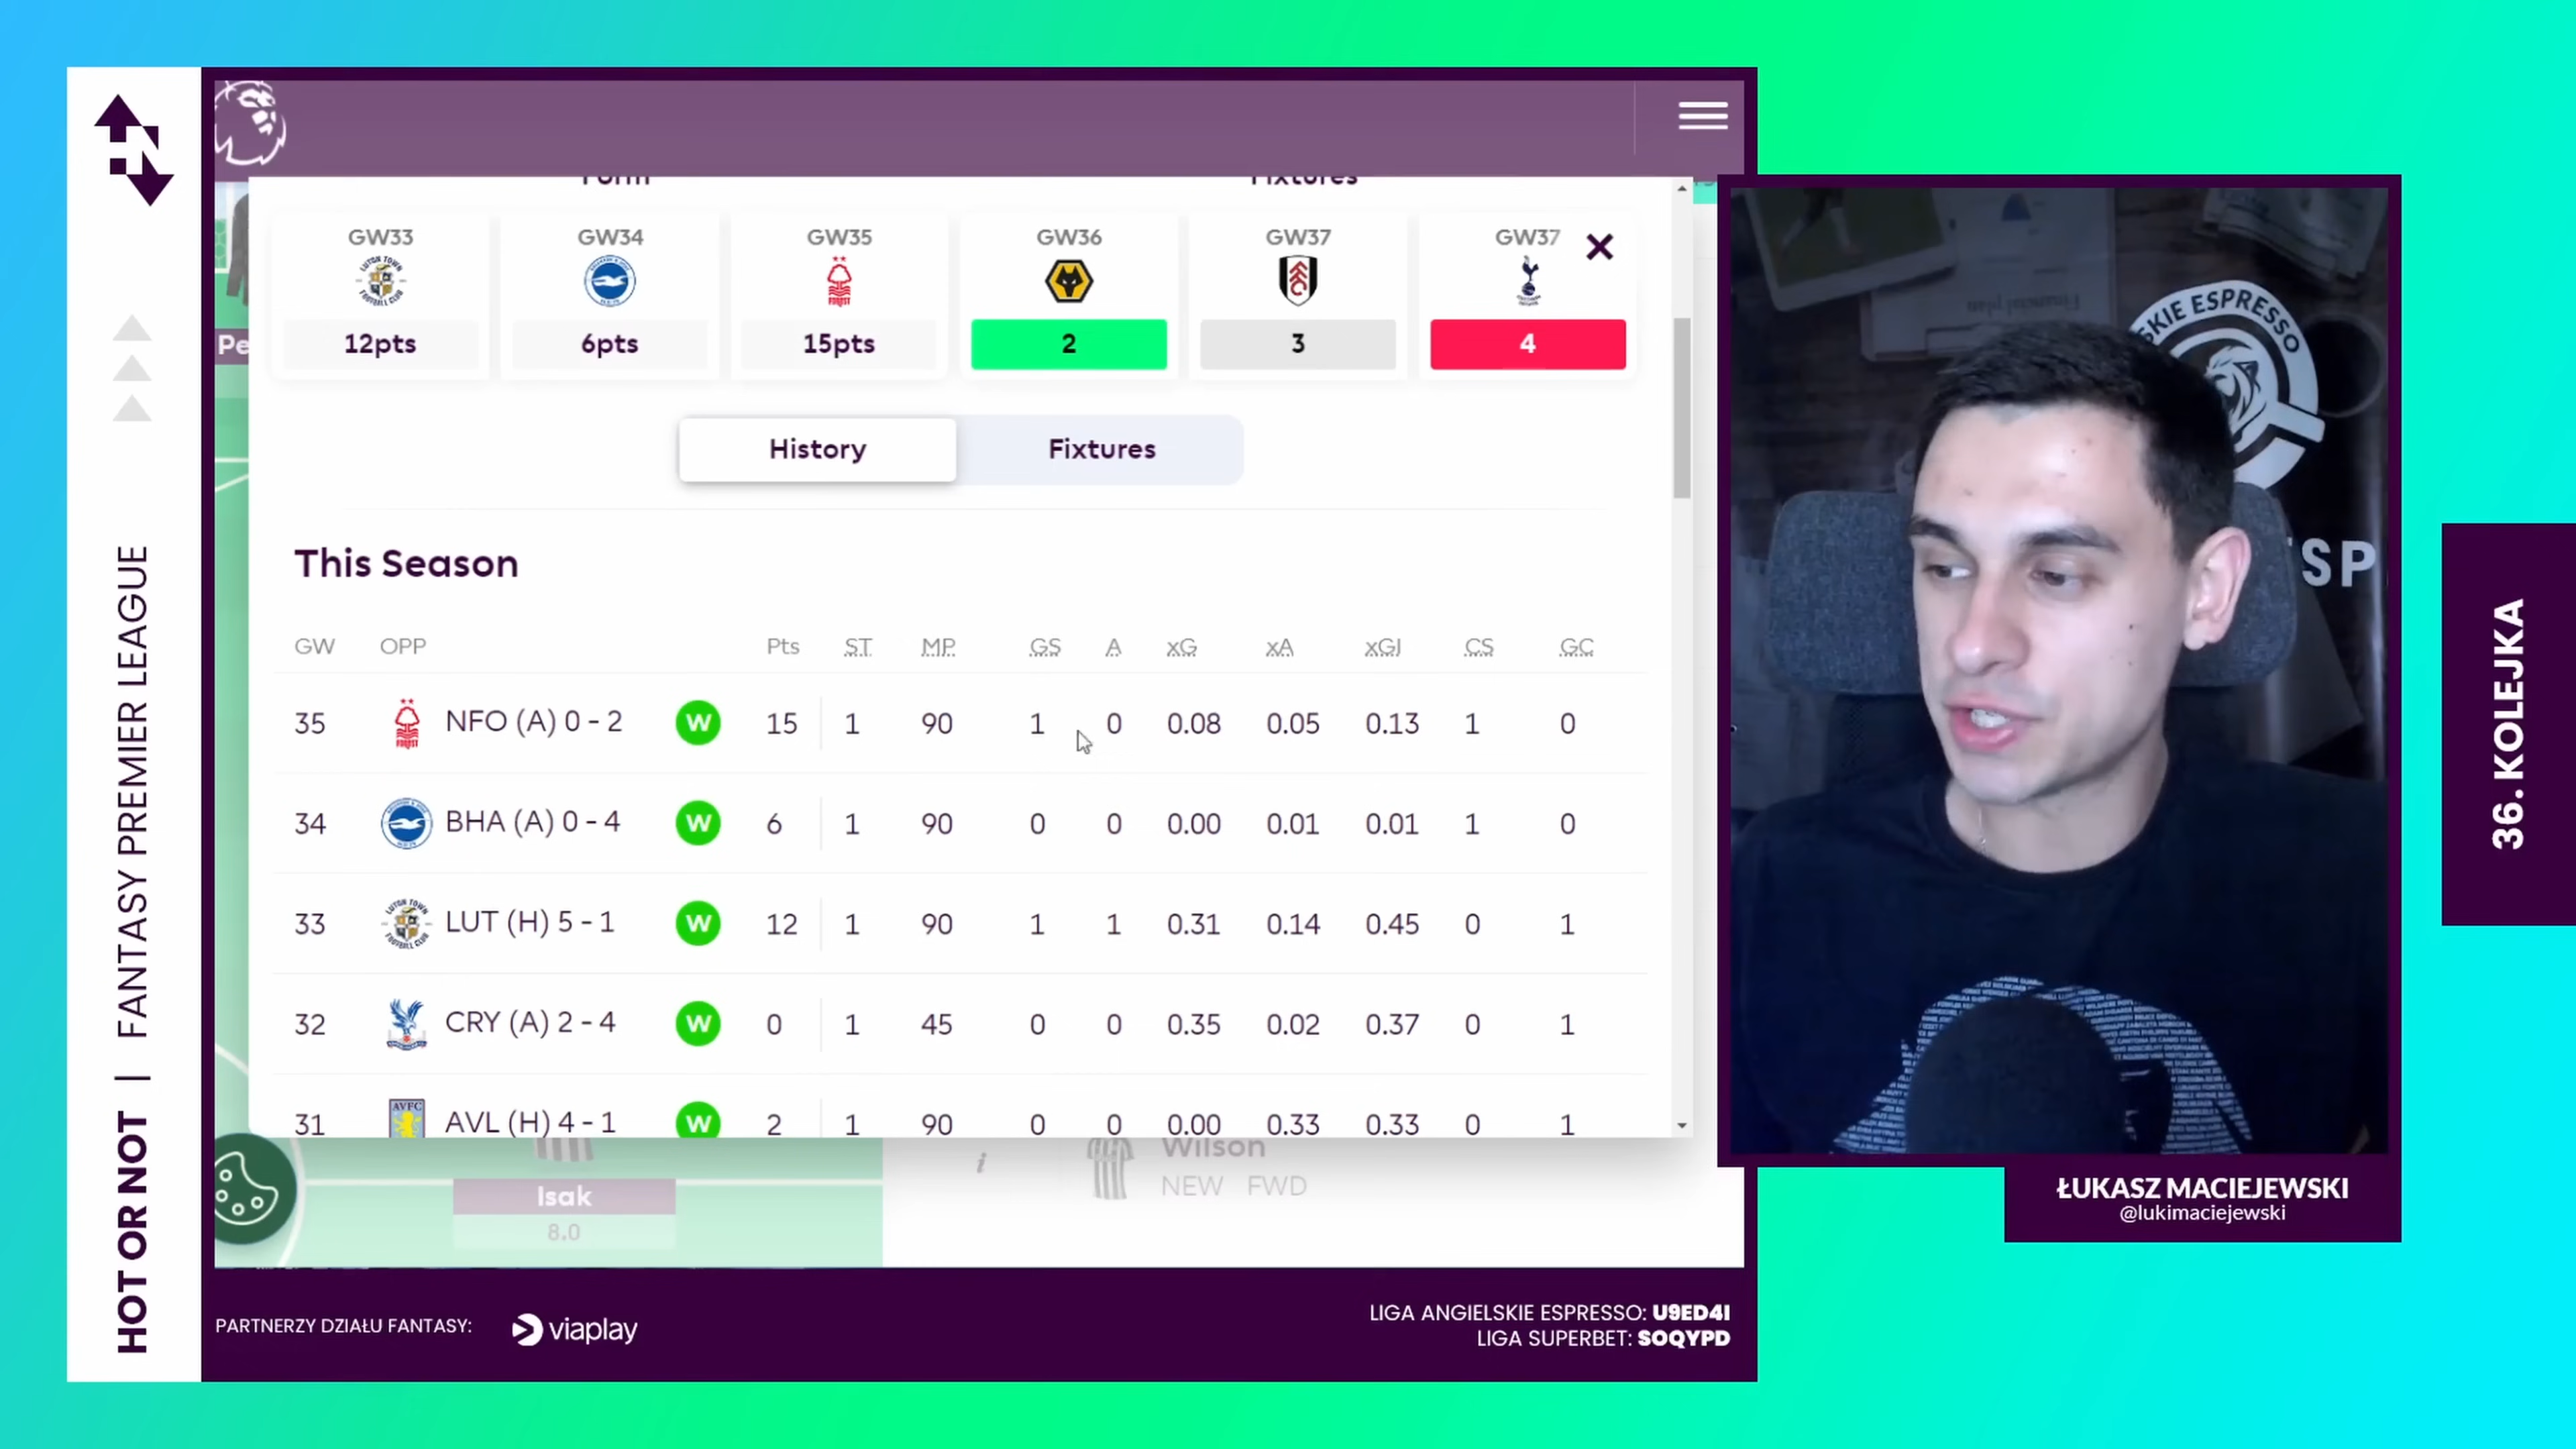 HOT OR NOT | FANTASY PREMIER LEAGUE
Form
Fixtures
GW33
GW34
GW35
GW36
GW37
GW37
12pts
6pts
15pts
2
3
4
History
Fixtures
This Season
GW OPP Pts ST MP GS A xG xA xGI CS GC
35 NFO (A) 0 - 2 W 15 1 90 1 0 0.08 0.05 0.13 1 0
34 BHA (A) 0 - 4 W 6 1 90 0 0 0.00 0.01 0.01 1 0
33 LUT (H) 5 - 1 W 12 1 90 1 1 0.31 0.14 0.45 0 1
32 CRY (A) 2 - 4 W 0 1 45 0 0 0.35 0.02 0.37 0 1
31 AVL (H) 4 - 1 W 2 1 90 0 0 0.00 0.33 0.33 0 1
Pe
Isak
8.0
i
Wilson
NEW FWD
PARTNERZY DZIAŁU FANTASY:
viaplay
LIGA ANGIELSKIE ESPRESSO: U9ED4I
LIGA SUPERBET: SOQYPD
SKIE ESPRESSO
ESP
ŁUKASZ MACIEJEWSKI
@lukimaciejewski
36. KOLEJKA